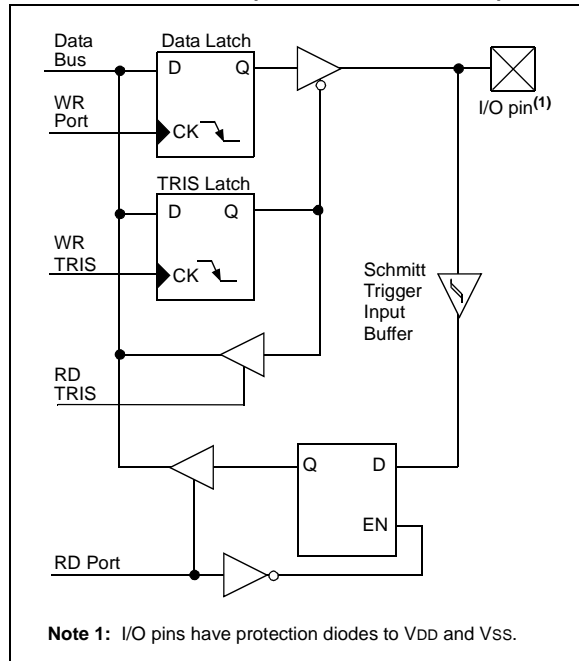 Data
Bus
Data Latch
D Q
WR
Port
CK
I/O pin(1)
TRIS Latch
D Q
WR
TRIS
CK
Schmitt
Trigger
Input
Buffer
RD
TRIS
Q D
EN
RD Port
Note 1: I/O pins have protection diodes to VDD and VSS.